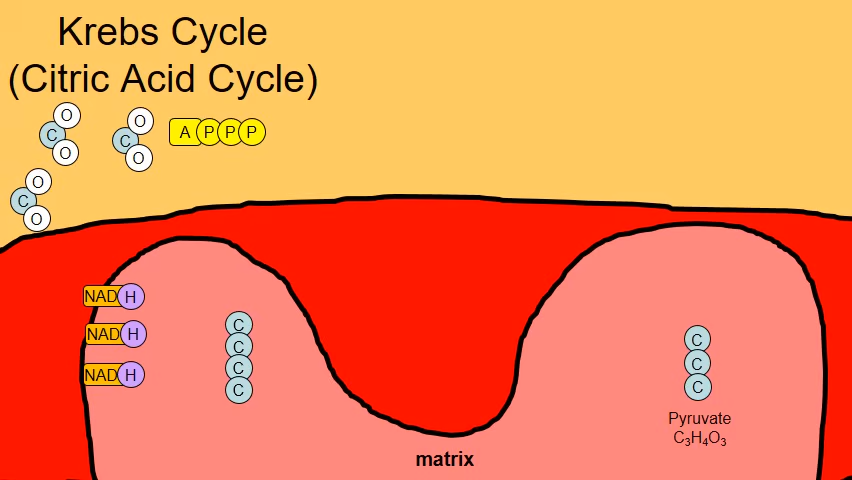 Krebs Cycle
(Citric Acid Cycle)
O
C
O
O
C
O
A P P P
O
C
O
NAD H
NAD H
NAD H
C
C
C
C
C
C
C
Pyruvate
C₃H₄O₃
matrix